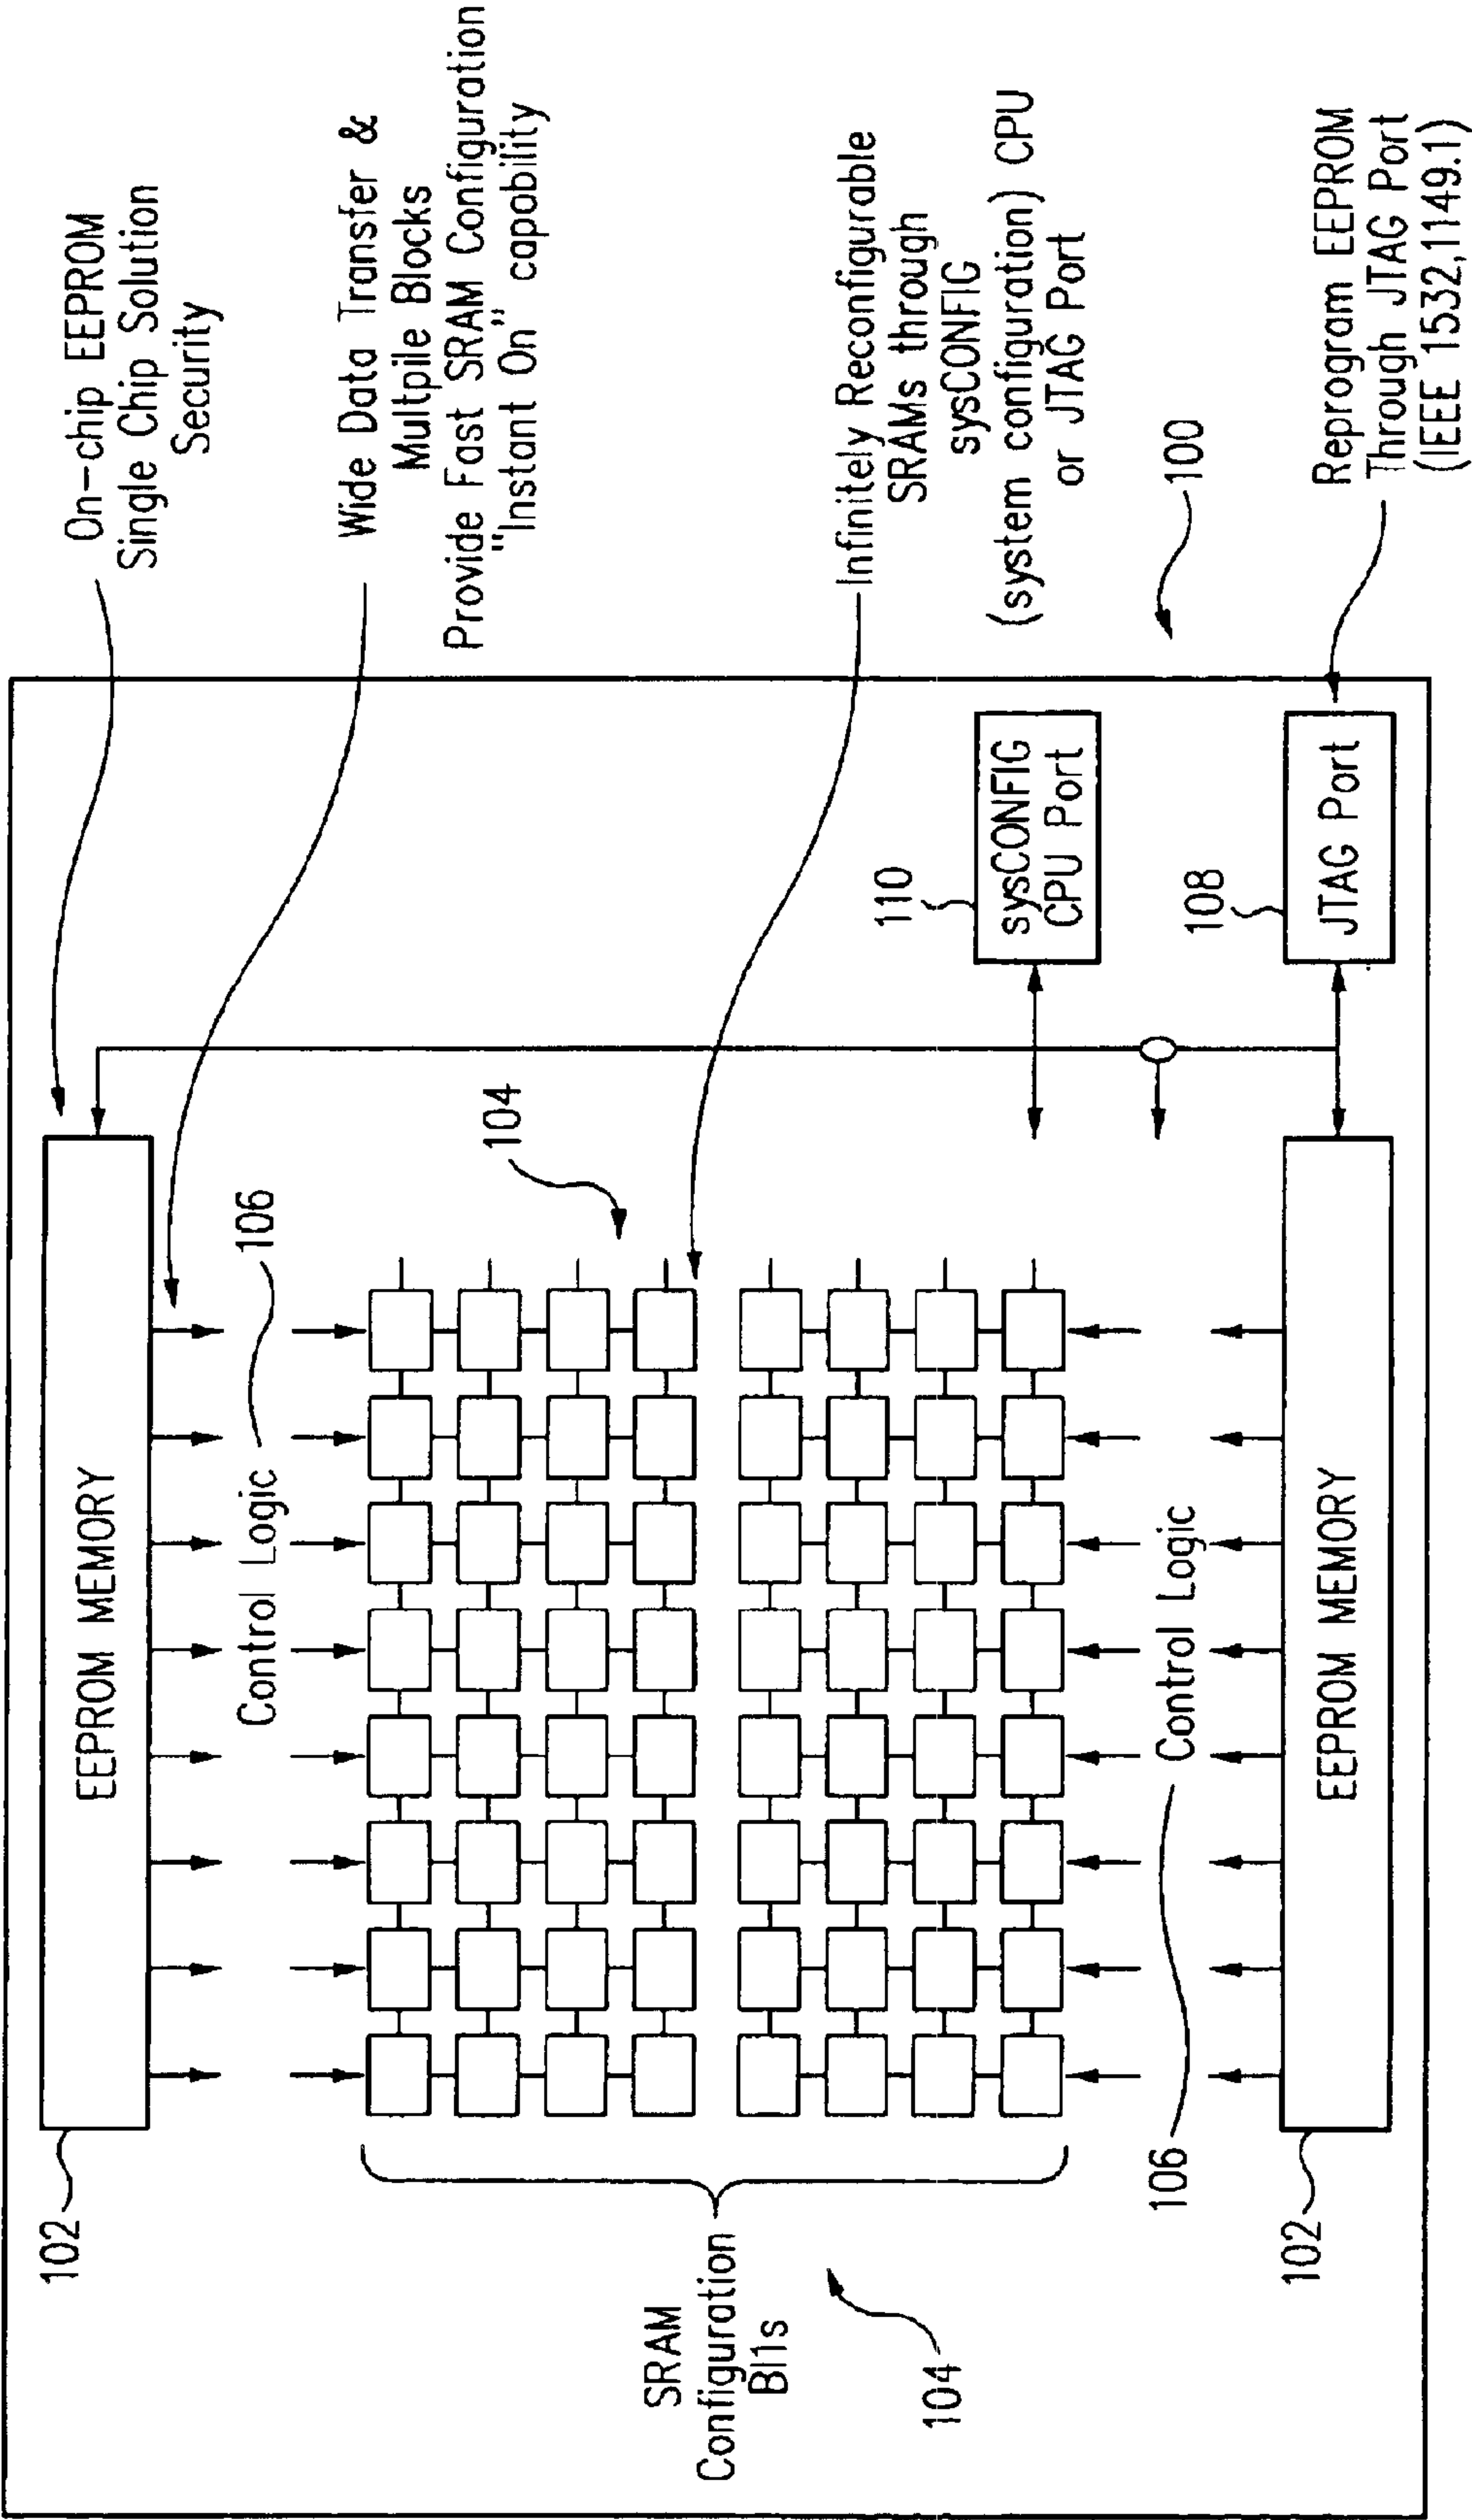 On-chip EEPROM
Single Chip Solution
Security
Wide Data Transfer &
Multpile Blocks
Provide Fast SRAM Configuration
"Instant On" capability
Infinitely Reconfigurable
SRAMs through
sysCONFIG
(system configuration) CPU
or JTAG Port
100
Reprogram EEPROM
Through JTAG Port
(IEEE 1532,1149.1)
102
EEPROM MEMORY
Control Logic
106
104
SRAM
Configuration
BI1s
104
110
sysCONFIG
CPU Port
108
JTAG Port
106
Control Logic
102
EEPROM MEMORY